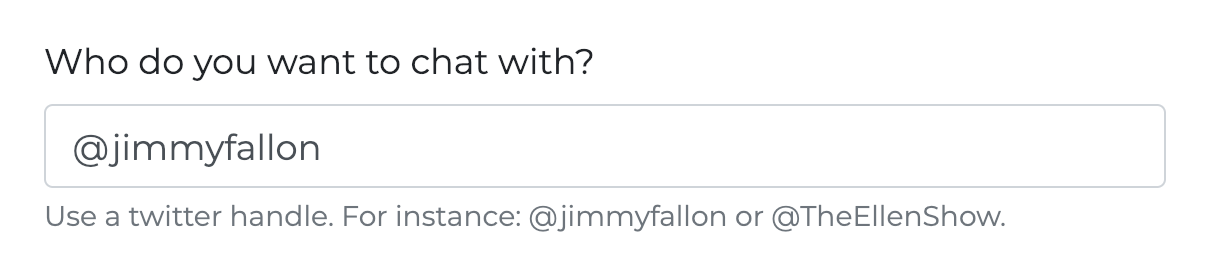 Who do you want to chat with?
@jimmyfallon
Use a twitter handle. For instance: @jimmyfallon or @TheEllenShow.